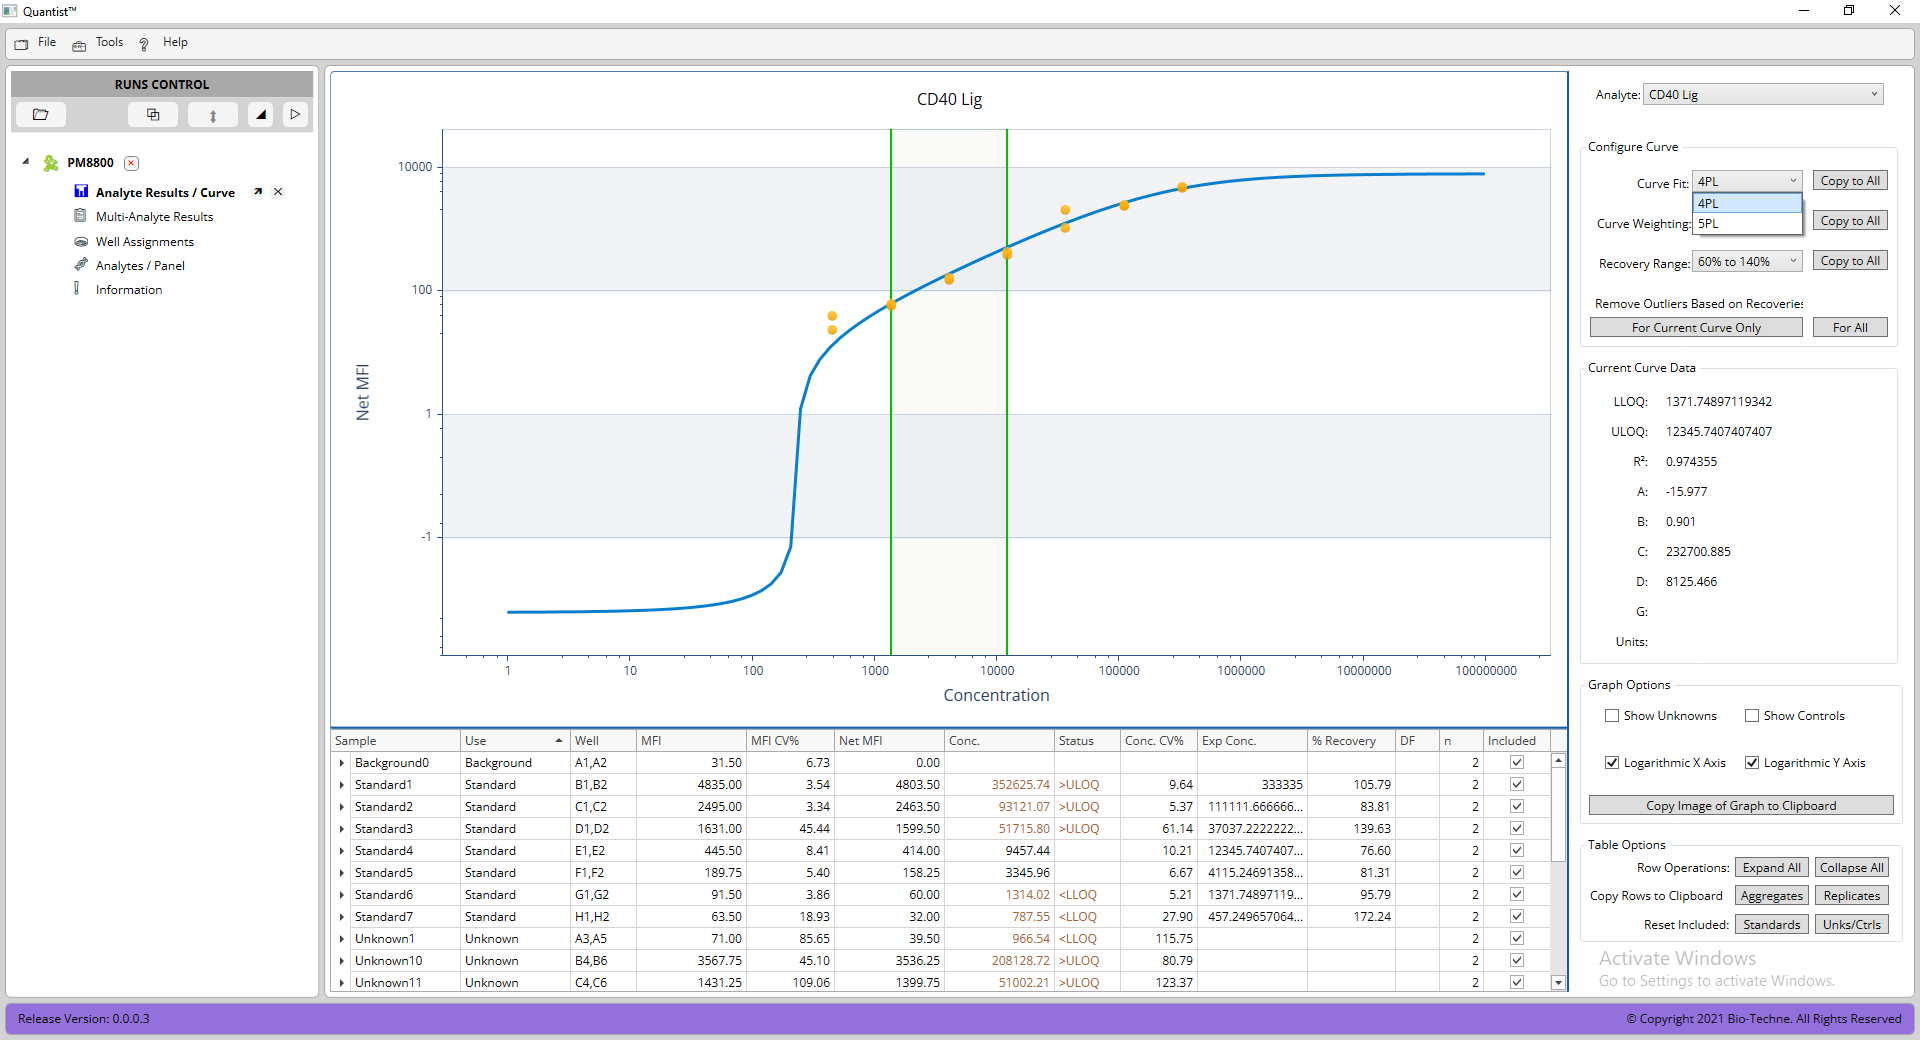 Quantist™
File Tools Help
RUNS CONTROL
PM8800
Analyte Results / Curve
Multi-Analyte Results
Well Assignments
Analytes / Panel
Information
CD40 Lig
10000
100
1
-1
Net MFI
1 10 100 1000 10000 100000 1000000 10000000 100000000
Concentration
Sample Use Well MFI MFI CV% Net MFI Conc. Status Conc. CV% Exp Conc. % Recovery DF n Included
Background0 Background A1,A2 31.50 6.73 0.00 2
Standard1 Standard B1,B2 4835.00 3.54 4803.50 352625.74 >ULOQ 9.64 333335 105.79 2
Standard2 Standard C1,C2 2495.00 3.34 2463.50 93121.07 >ULOQ 5.37 111111.666666... 83.81 2
Standard3 Standard D1,D2 1631.00 45.44 1599.50 51715.80 >ULOQ 61.14 37037.2222222... 139.63 2
Standard4 Standard E1,E2 445.50 8.41 414.00 9457.44 10.21 12345.7407407... 76.60 2
Standard5 Standard F1,F2 189.75 5.40 158.25 3345.96 6.67 4115.24691358... 81.31 2
Standard6 Standard G1,G2 91.50 3.86 60.00 1314.02 <LLOQ 5.21 1371.74897119... 95.79 2
Standard7 Standard H1,H2 63.50 18.93 32.00 787.55 <LLOQ 27.90 457.249657064... 172.24 2
Unknown1 Unknown A3,A5 71.00 85.65 39.50 966.54 <LLOQ 115.75 2
Unknown10 Unknown B4,B6 3567.75 45.10 3536.25 208128.72 >ULOQ 80.79 2
Unknown11 Unknown C4,C6 1431.25 109.06 1399.75 51002.21 >ULOQ 123.37 2
Analyte: CD40 Lig
Configure Curve
Curve Fit: 4PL Copy to All
4PL
5PL
Curve Weighting: Copy to All
Recovery Range: 60% to 140% Copy to All
Remove Outliers Based on Recoveries
For Current Curve Only For All
Current Curve Data
LLOQ: 1371.74897119342
ULOQ: 12345.7407407407
R²: 0.974355
A: -15.977
B: 0.901
C: 232700.885
D: 8125.466
G:
Units:
Graph Options
Show Unknowns Show Controls
Logarithmic X Axis Logarithmic Y Axis
Copy Image of Graph to Clipboard
Table Options
Row Operations: Expand All Collapse All
Copy Rows to Clipboard Aggregates Replicates
Reset Included: Standards Unks/Ctrls
Activate Windows
Go to Settings to activate Windows.
Release Version: 0.0.0.3
© Copyright 2021 Bio-Techne. All Rights Reserved